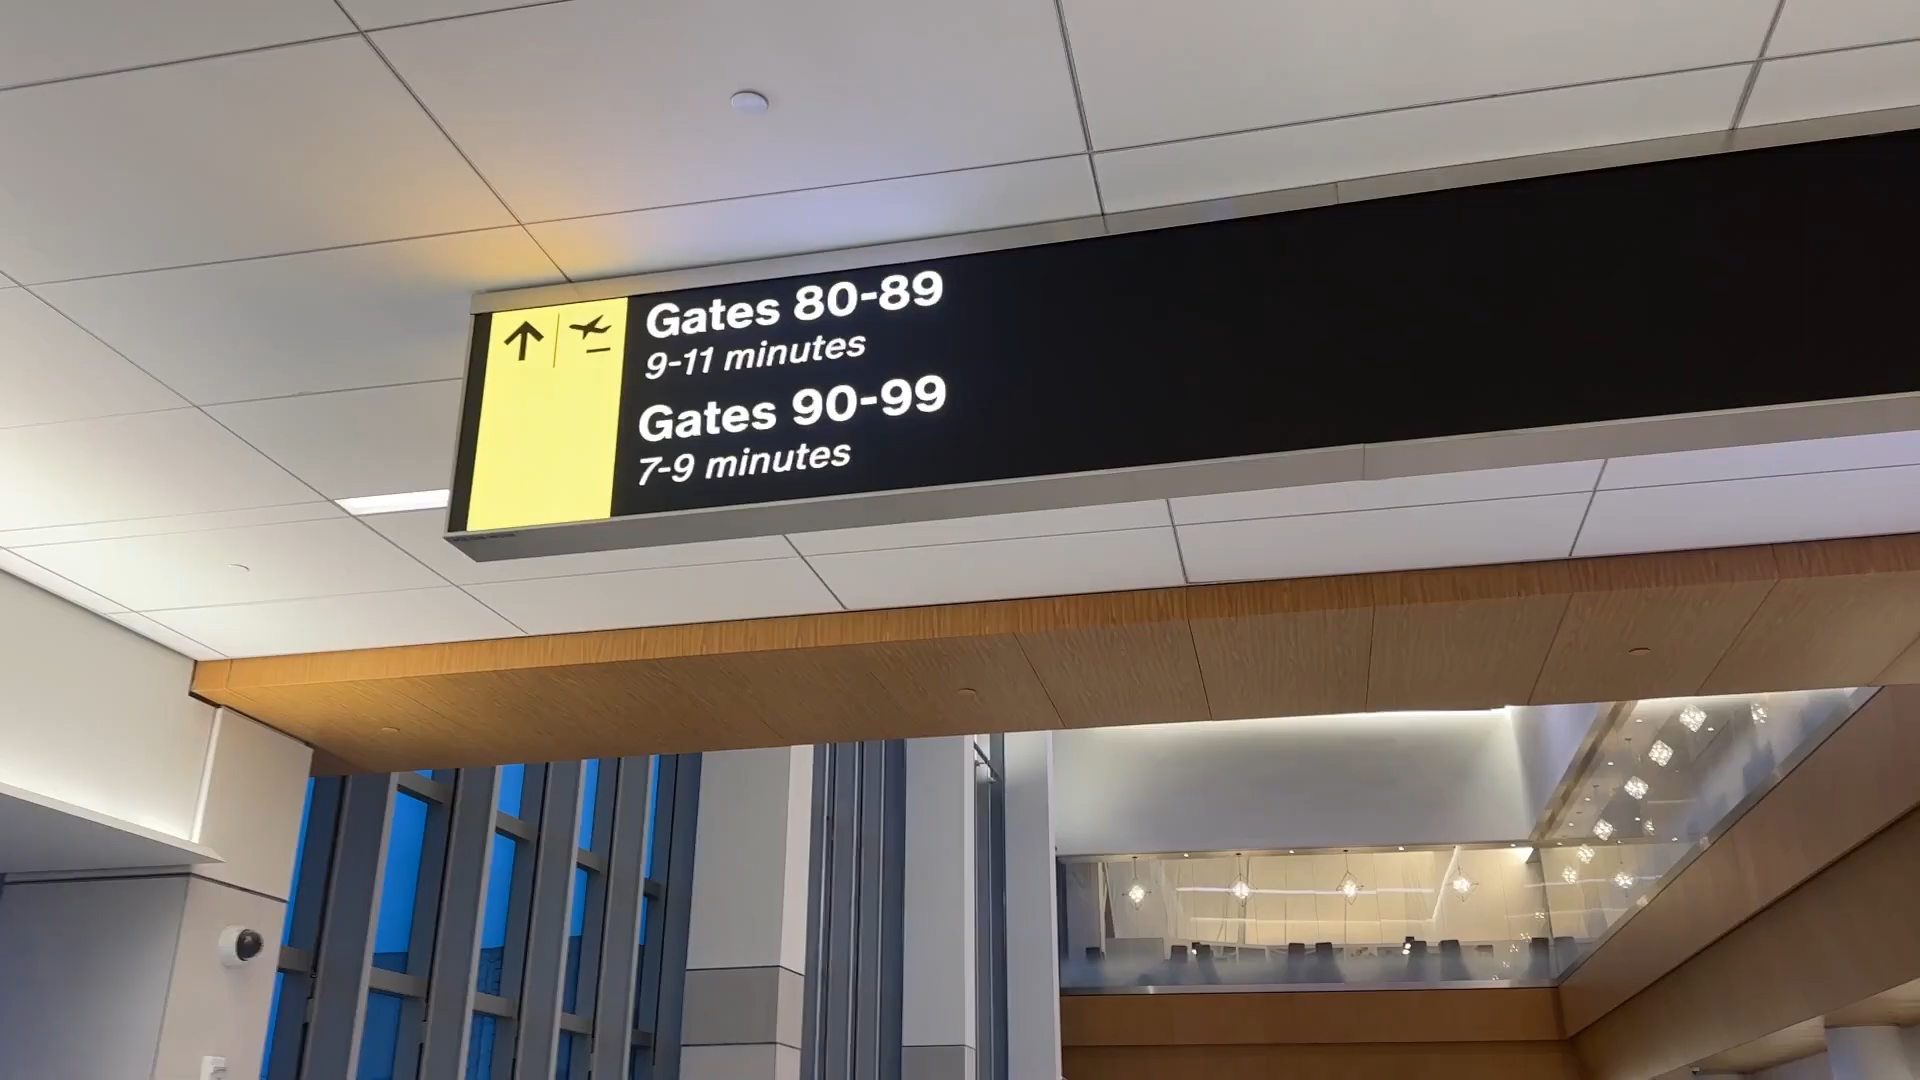 Gates 80-89
9-11 minutes
Gates 90-99
7-9 minutes